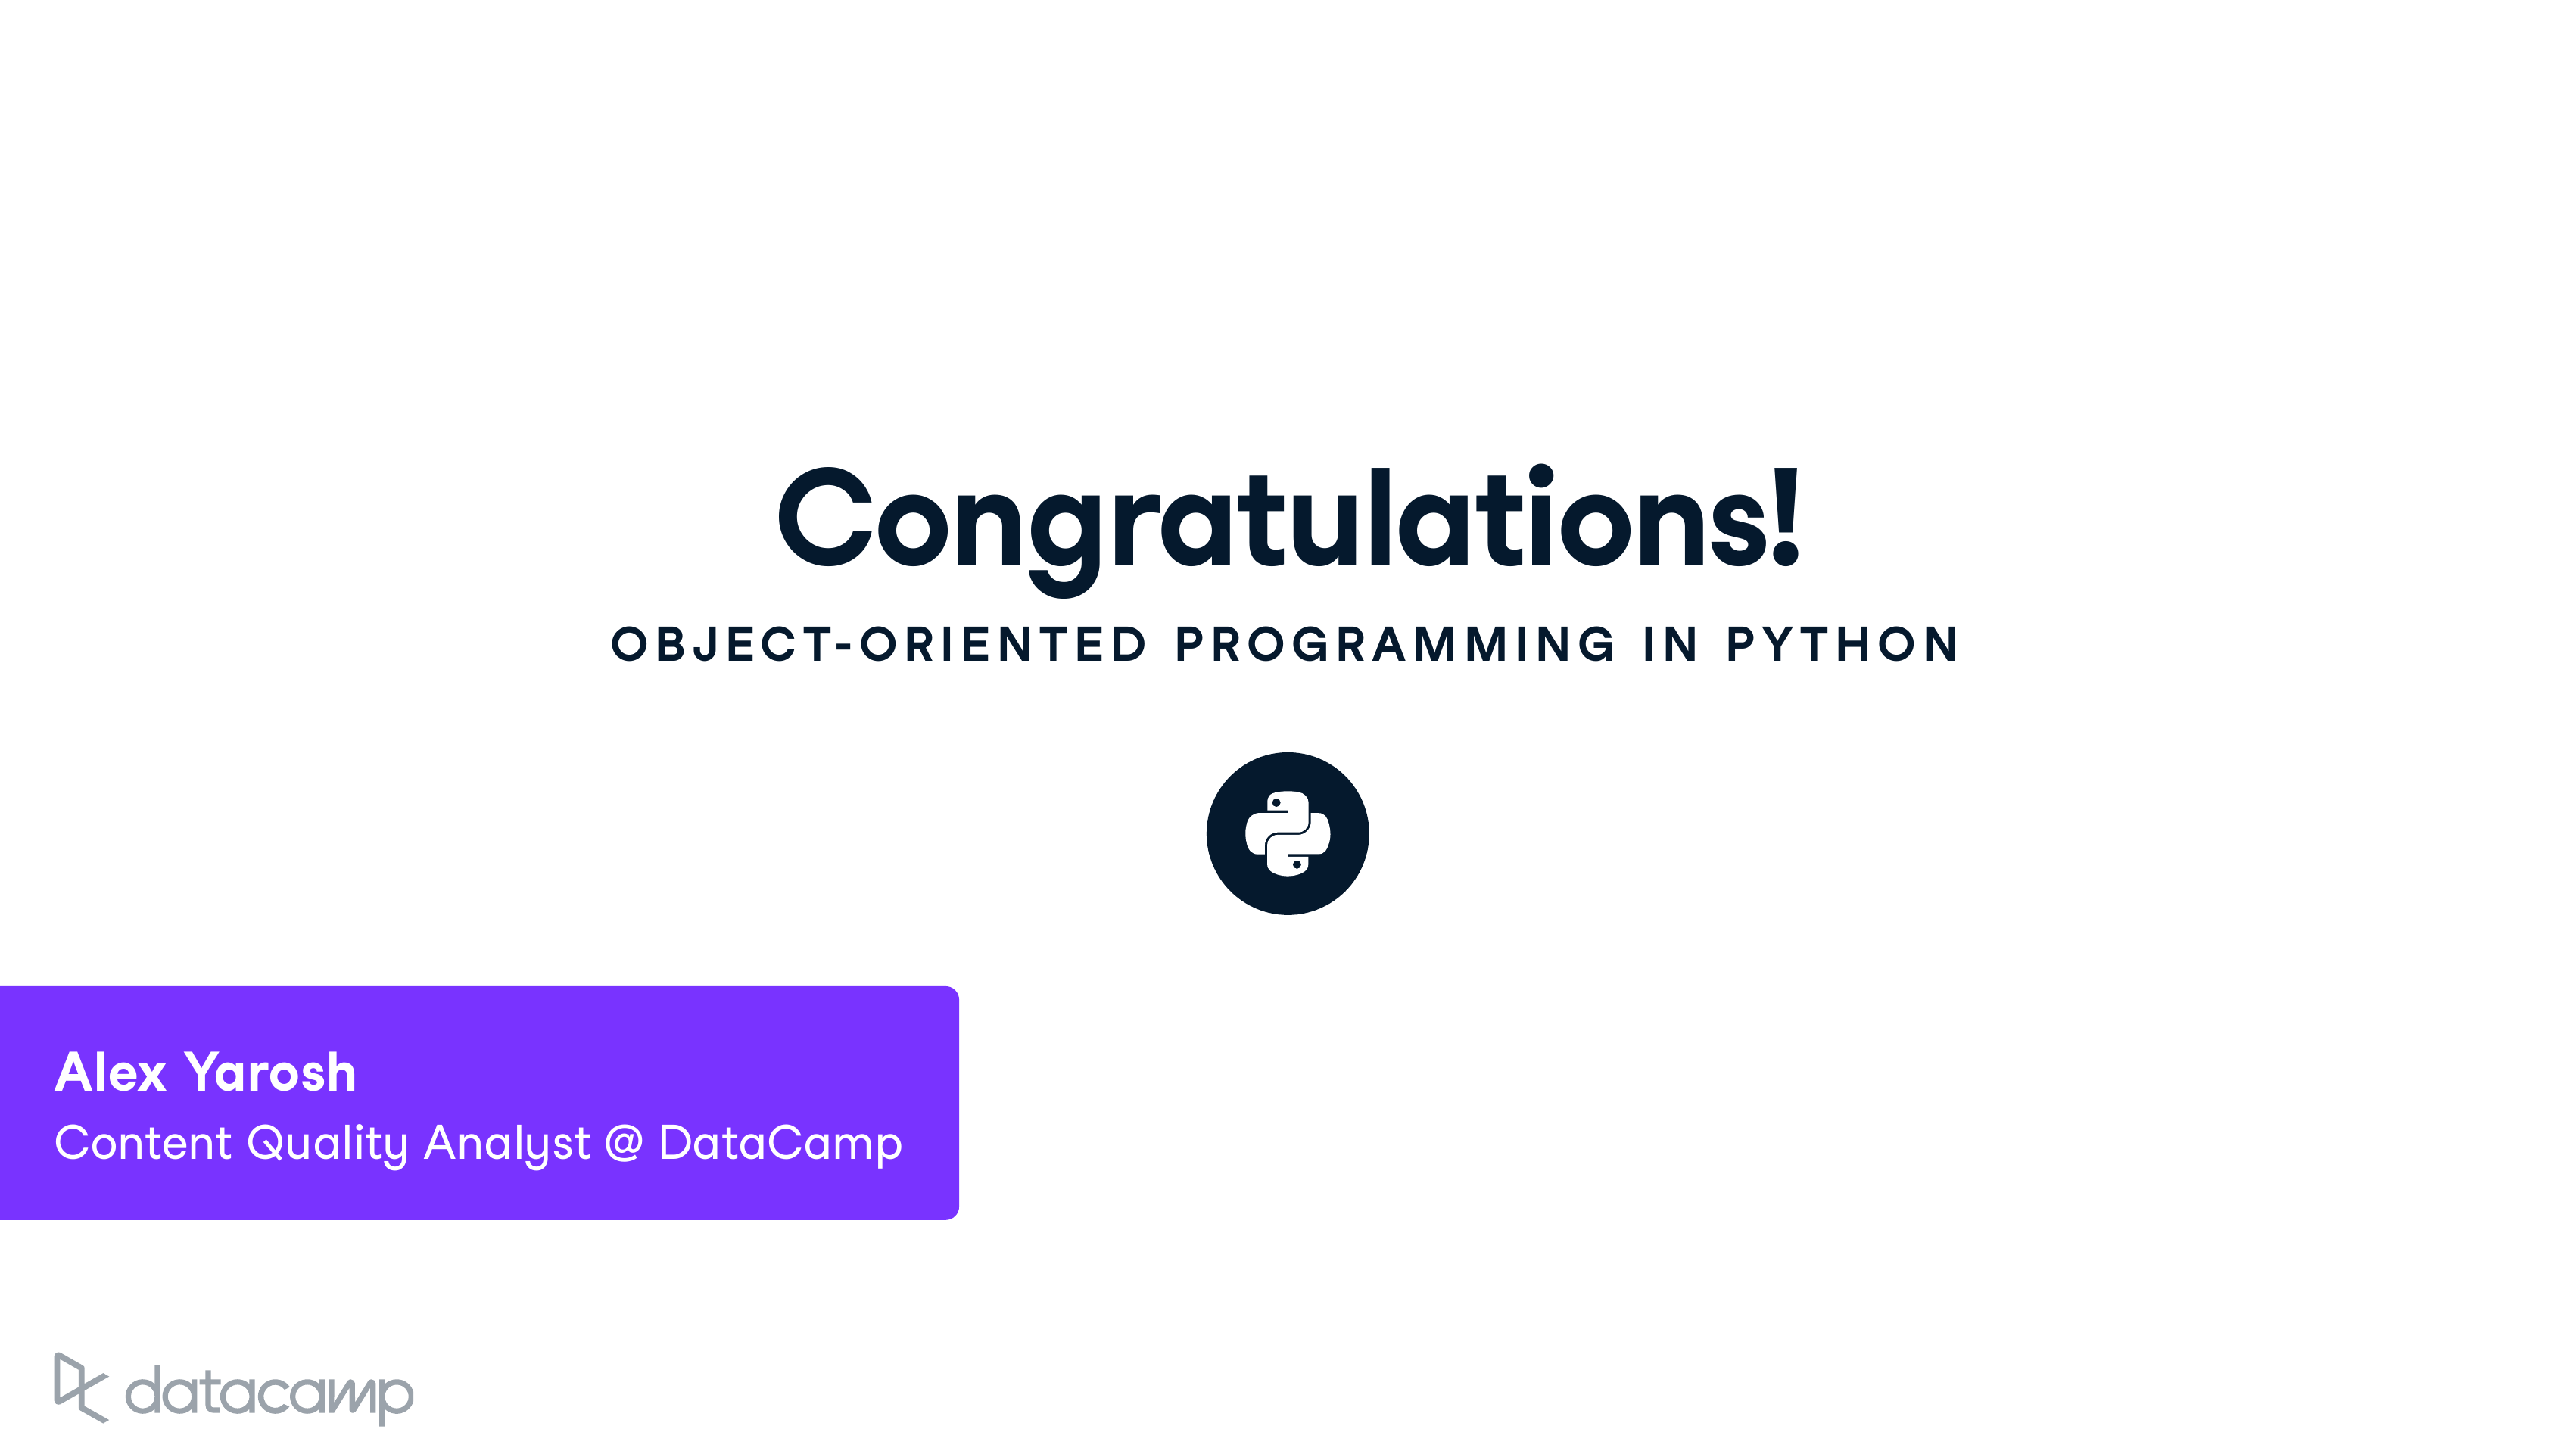 Congratulations!
OBJECT-ORIENTED PROGRAMMING IN PYTHON
Alex Yarosh
Content Quality Analyst @ DataCamp
datacamp